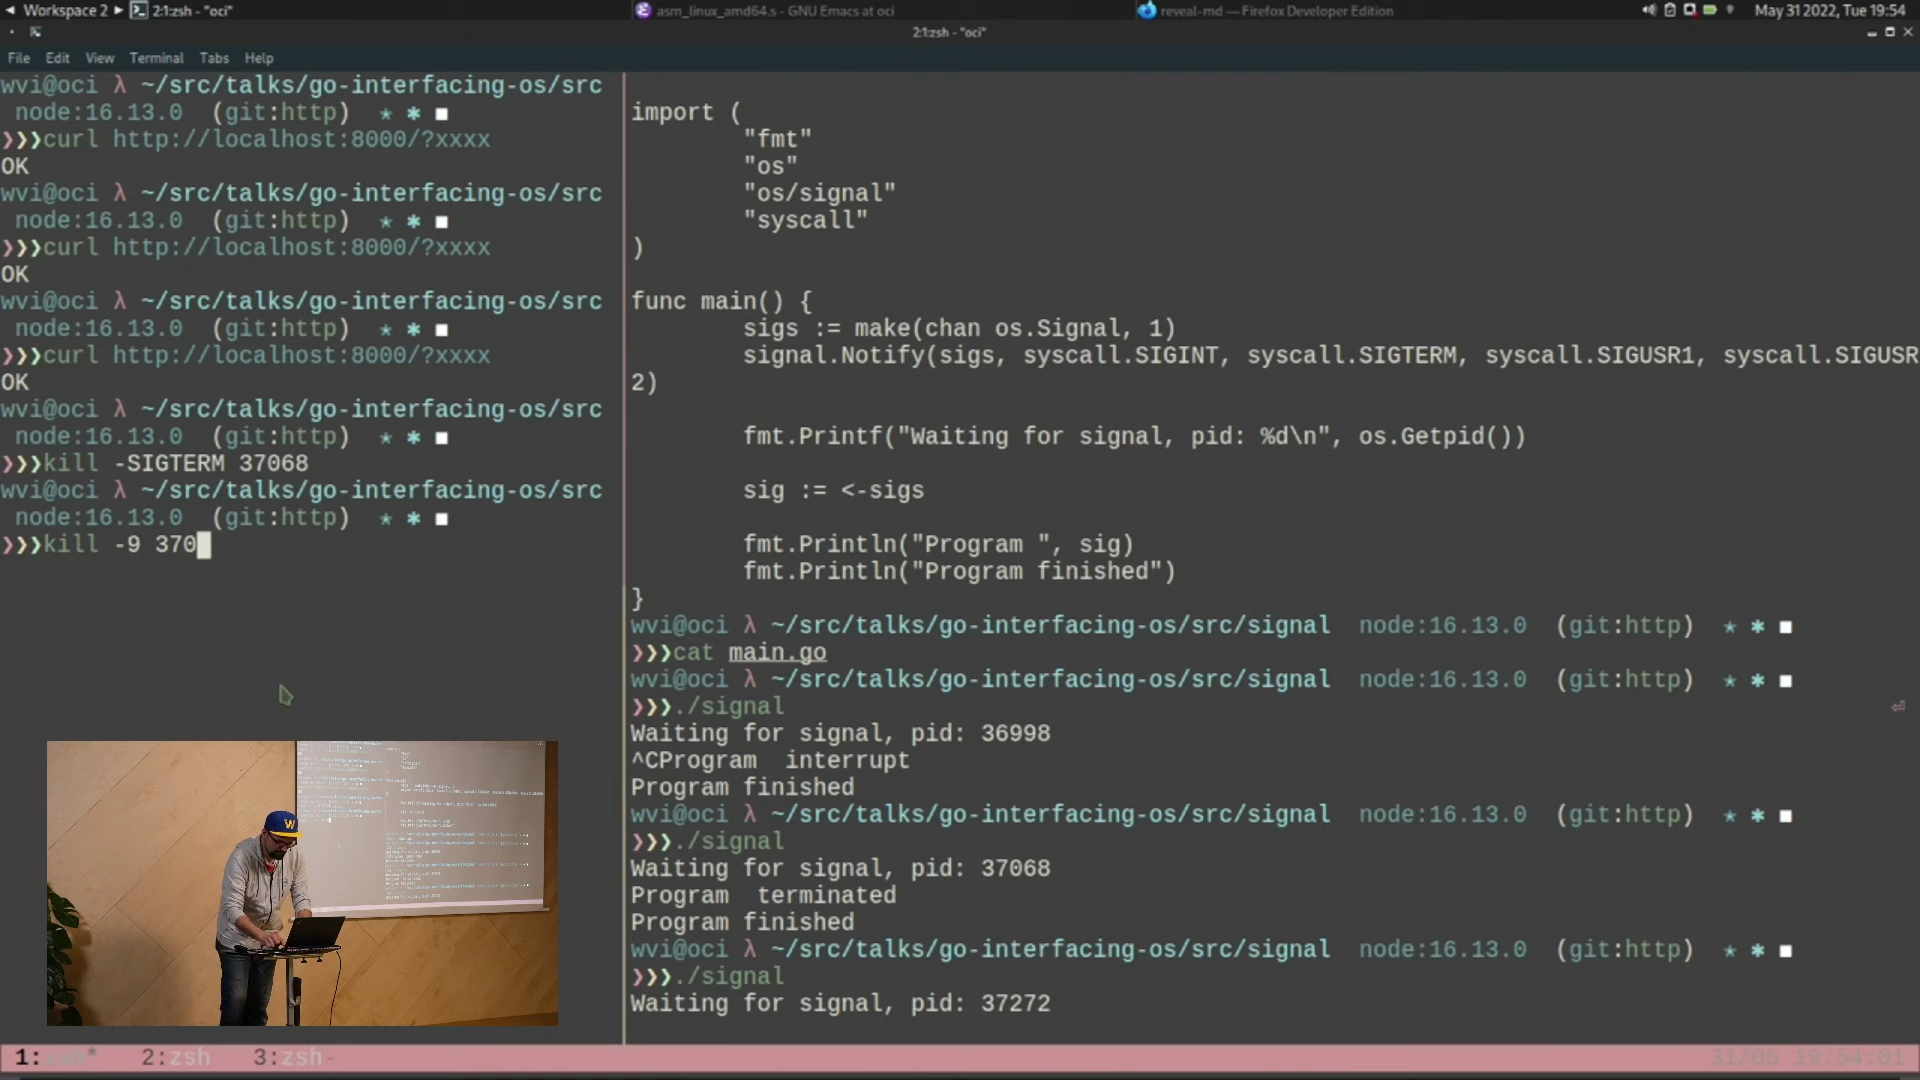 Workspace 2
2:1:zsh - "oci"
asm_linux_amd64.s - GNU Emacs at oci
reveal-md — Firefox Developer Edition
May 31 2022, Tue 19:54
2:1:zsh - "oci"
File Edit View Terminal Tabs Help
wvi@oci λ ~/src/talks/go-interfacing-os/src
node:16.13.0 (git:http) ★ ✱ ■
❯❯❯curl http://localhost:8000/?xxxx
OK
wvi@oci λ ~/src/talks/go-interfacing-os/src
node:16.13.0 (git:http) ★ ✱ ■
❯❯❯curl http://localhost:8000/?xxxx
OK
wvi@oci λ ~/src/talks/go-interfacing-os/src
node:16.13.0 (git:http) ★ ✱ ■
❯❯❯curl http://localhost:8000/?xxxx
OK
wvi@oci λ ~/src/talks/go-interfacing-os/src
node:16.13.0 (git:http) ★ ✱ ■
❯❯❯kill -SIGTERM 37068
wvi@oci λ ~/src/talks/go-interfacing-os/src
node:16.13.0 (git:http) ★ ✱ ■
❯❯❯kill -9 370
import (
"fmt"
"os"
"os/signal"
"syscall"
)
func main() {
sigs := make(chan os.Signal, 1)
signal.Notify(sigs, syscall.SIGINT, syscall.SIGTERM, syscall.SIGUSR1, syscall.SIGUSR
2)
fmt.Printf("Waiting for signal, pid: %d\n", os.Getpid())
sig := <-sigs
fmt.Println("Program ", sig)
fmt.Println("Program finished")
}
wvi@oci λ ~/src/talks/go-interfacing-os/src/signal node:16.13.0 (git:http) ★ ✱ ■
❯❯❯cat main.go
wvi@oci λ ~/src/talks/go-interfacing-os/src/signal node:16.13.0 (git:http) ★ ✱ ■
❯❯❯./signal
Waiting for signal, pid: 36998
^CProgram  interrupt
Program finished
wvi@oci λ ~/src/talks/go-interfacing-os/src/signal node:16.13.0 (git:http) ★ ✱ ■
❯❯❯./signal
Waiting for signal, pid: 37068
Program  terminated
Program finished
wvi@oci λ ~/src/talks/go-interfacing-os/src/signal node:16.13.0 (git:http) ★ ✱ ■
❯❯❯./signal
Waiting for signal, pid: 37272
W
1:zsh* 2:zsh 3:zsh-
31/05 19:54:01